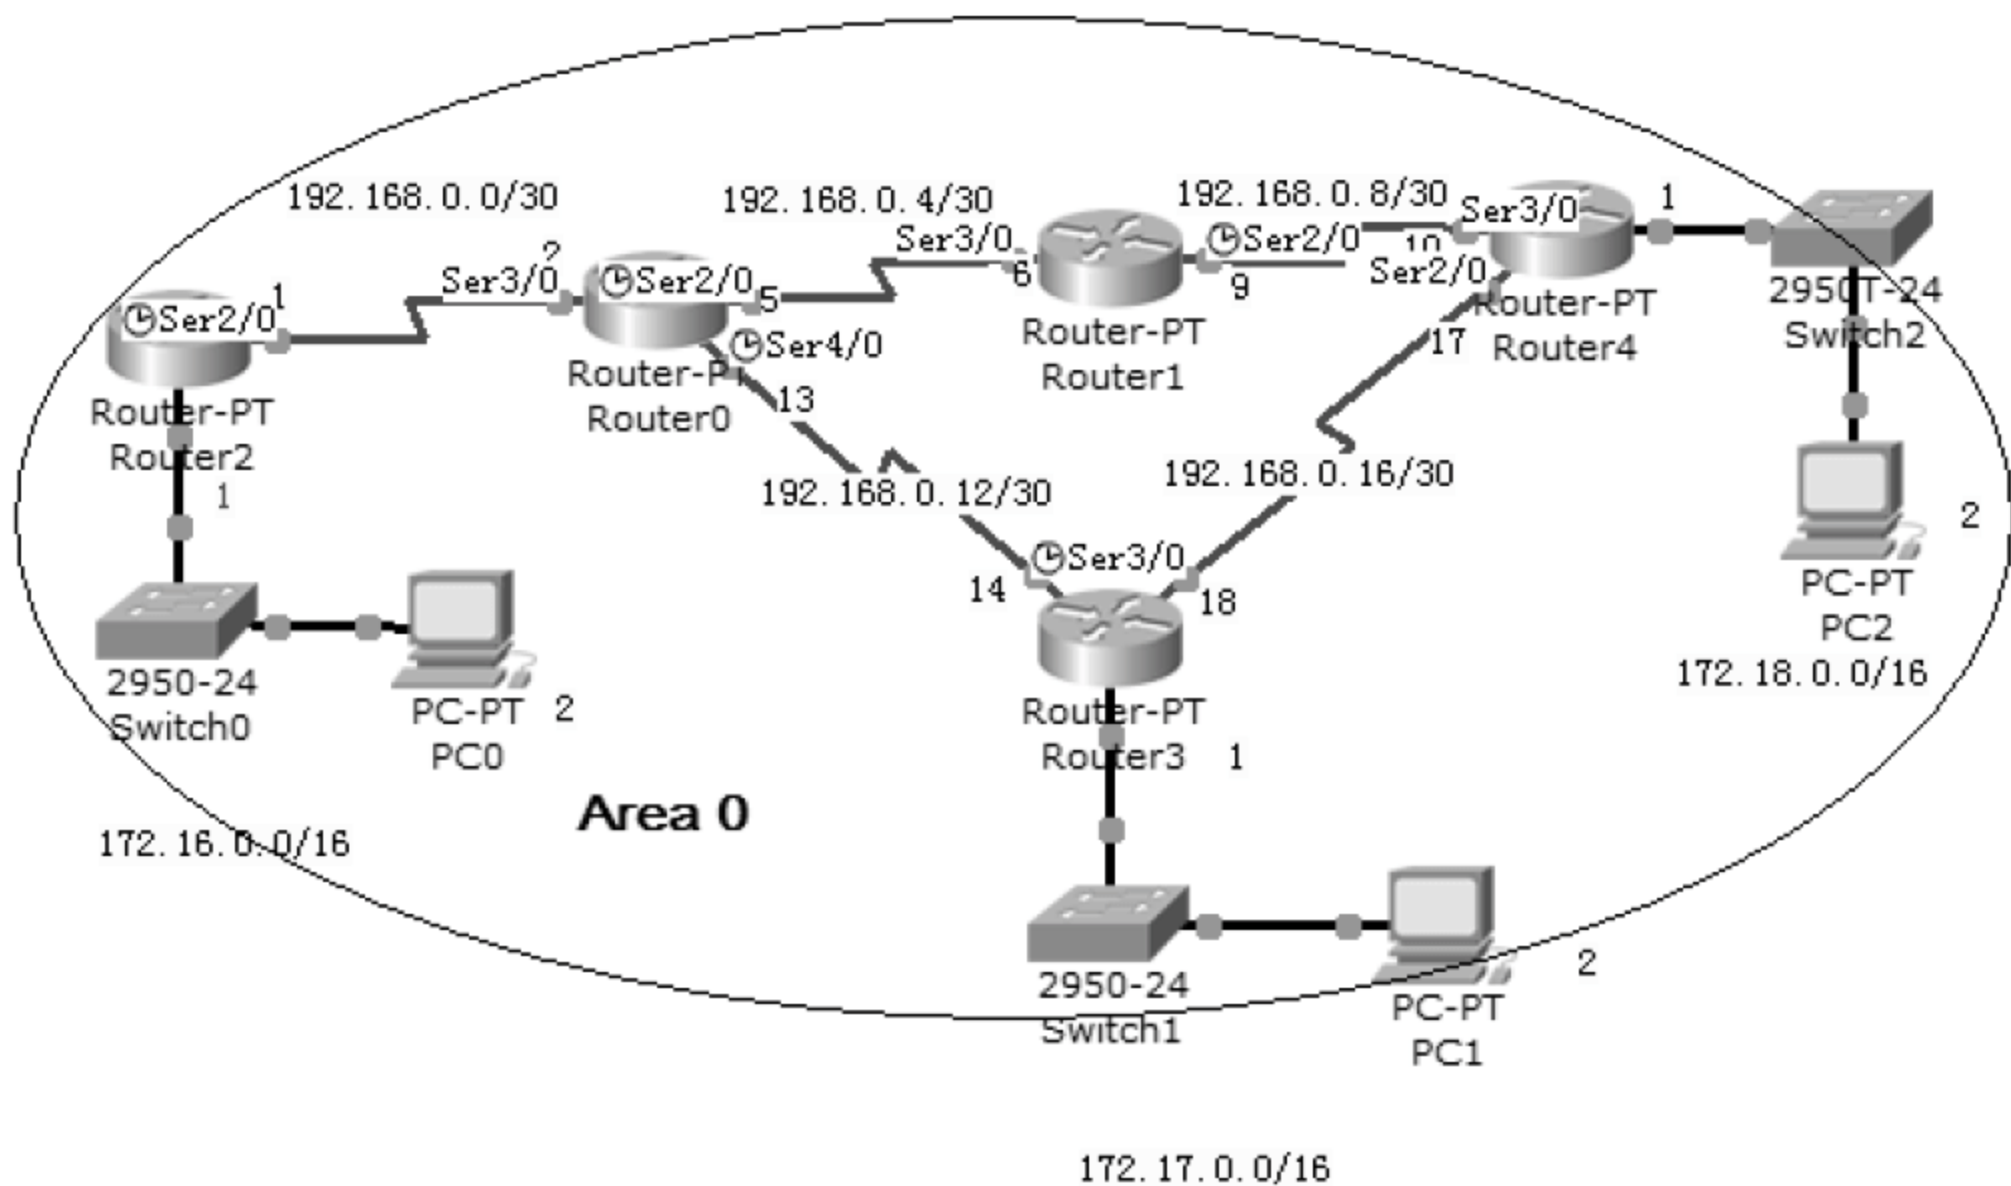 192.168.0.0/30
192.168.0.4/30
192.168.0.8/30
Ser3/0
1
Ser3/0
Ser2/0
10
2
Ser3/0
Ser2/0
5
6
9
Ser2/0
1
Ser2/0
2950T-24
Switch2
Router-PT
Router4
17
Router-PT
Router1
Ser4/0
Router-PT
Router0
13
Router-PT
Router2
1
192.168.0.12/30
192.168.0.16/30
2
PC-PT
PC2
172.18.0.0/16
Ser3/0
14
18
2950-24
Switch0
PC-PT
PC0
2
Router-PT
Router3
1
Area 0
172.16.0.0/16
2
2950-24
Switch1
PC-PT
PC1
172.17.0.0/16